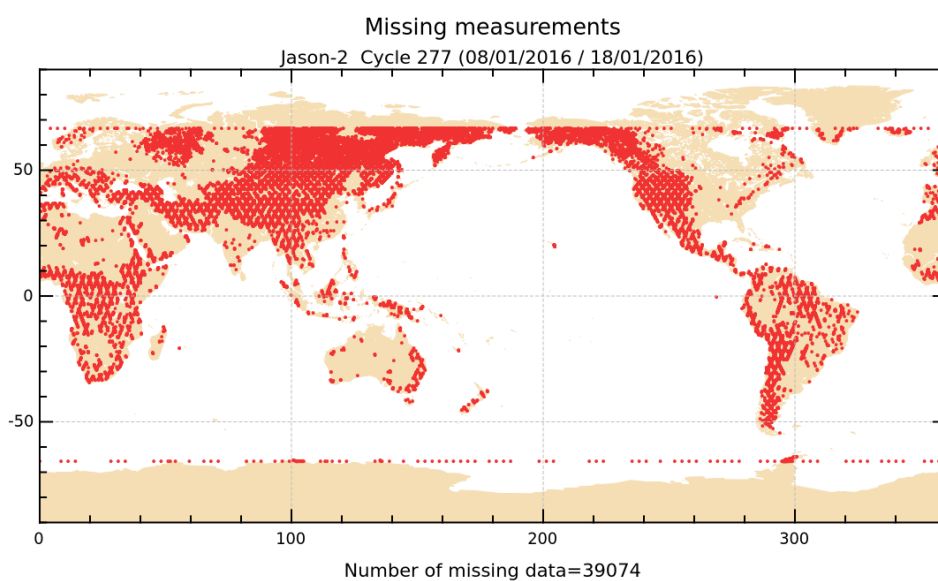 Missing measurements
Jason-2 Cycle 277 (08/01/2016 / 18/01/2016)
50
0
-50
0 100 200 300
Number of missing data=39074